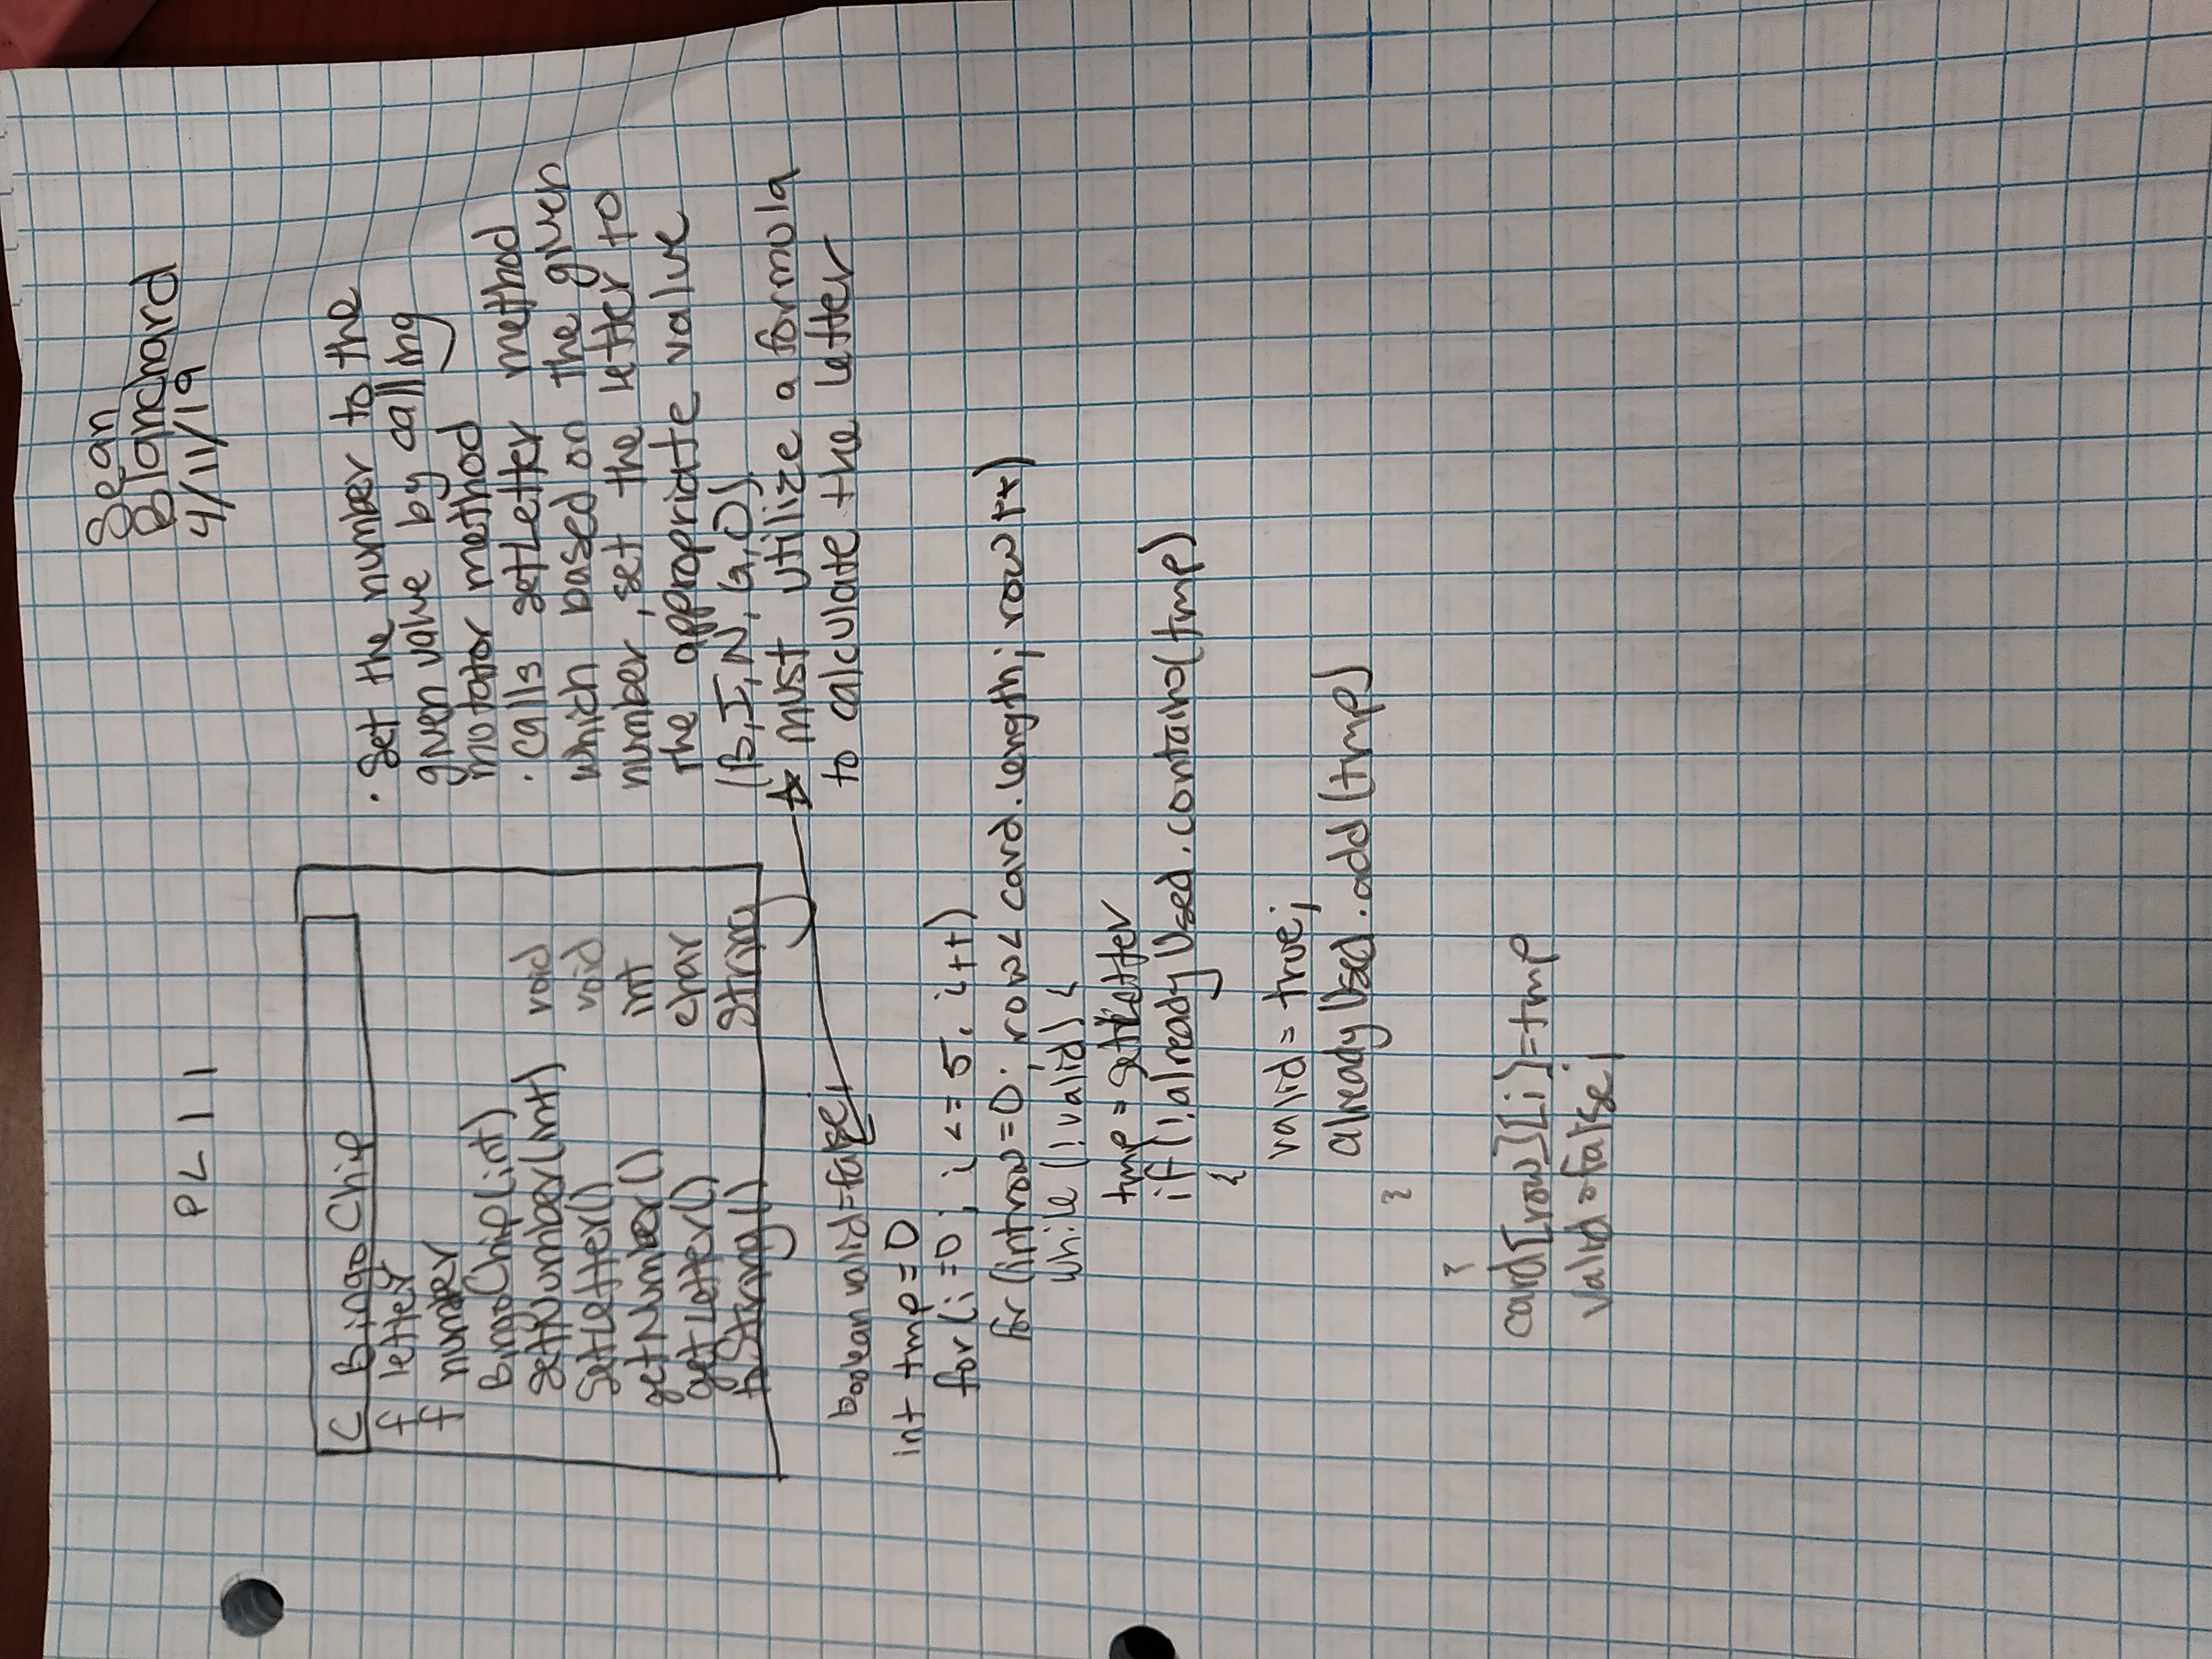 Sean
Blanchard
4/11/19
PL 11
C BingoChip
f letter
f number
BingoChip(int)
setNumber(int) void
setLetter() void
getNumber() int
getLetter() char
toString() String
· Set the number to the
given value by calling
mutator method
· calls setLetter method
which based on the given
number, set the letter to
the appropriate value
(B, I, N, G, O).
☆ must utilize a formula
to calculate the letter
boolean valid=false;
int tmp = 0
for (i=0; i <= 5; i++)
for (int row=0; row< card.length; row++)
while (!valid) {
tmp = setLetter
if (!alreadyUsed.contains(tmp)
{
valid = true;
alreadyUsed.add(tmp)
}
}
card[row][i]=tmp
valid=false;